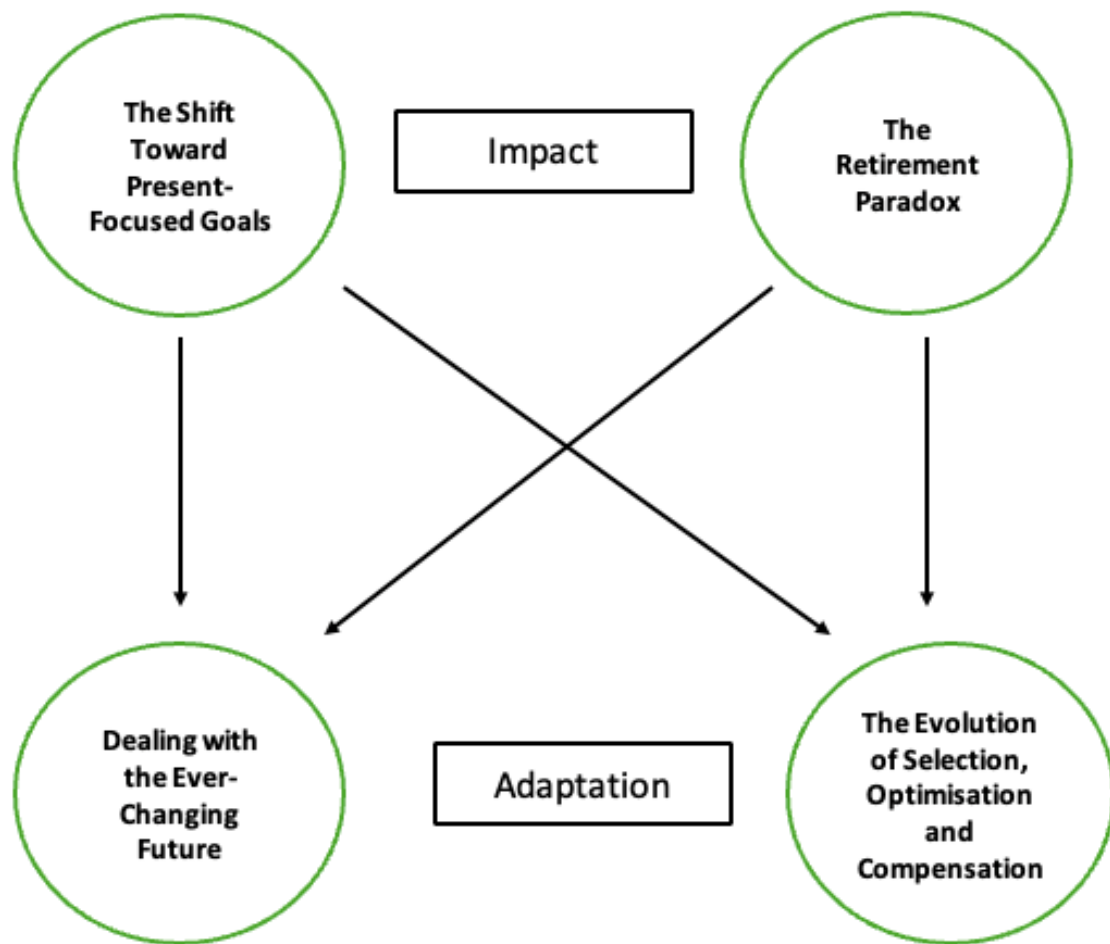 The Shift
Toward
Present-
Focused Goals
Impact
The
Retirement
Paradox
Dealing with
the Ever-
Changing
Future
Adaptation
The Evolution
of Selection,
Optimisation
and
Compensation